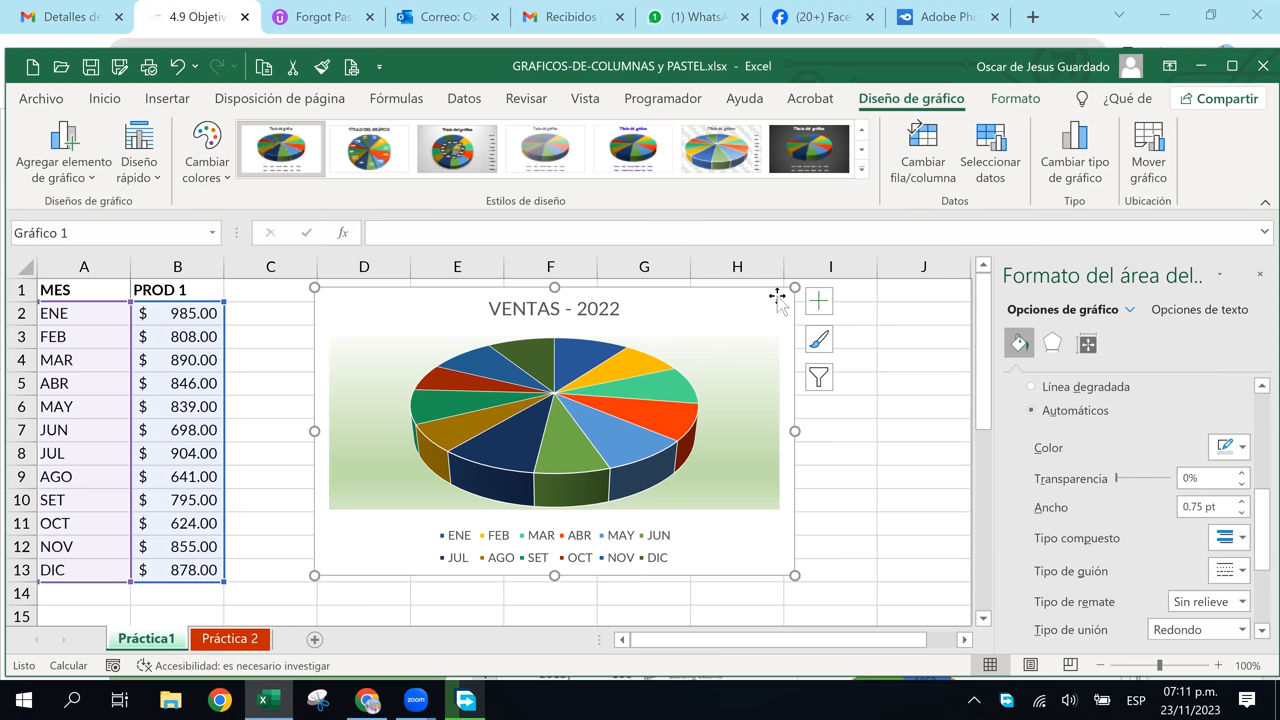 Detalles de
4.9 Objetiv
Forgot Pas
Correo: Os
Recibidos
(1) WhatsA
(20+) Face
Adobe Pho
GRAFICOS-DE-COLUMNAS y PASTEL.xlsx - Excel
Oscar de Jesus Guardado
Archivo Inicio Insertar Disposición de página Fórmulas Datos Revisar Vista Programador Ayuda Acrobat Diseño de gráfico Formato ¿Qué de Compartir
Agregar elemento de gráfico
Diseño rápido
Cambiar colores
Cambiar fila/columna
Seleccionar datos
Cambiar tipo de gráfico
Mover gráfico
Diseños de gráfico
Estilos de diseño
Datos
Tipo
Ubicación
Gráfico 1
fx
A B C D E F G H I J
1 MES PROD 1
2 ENE $ 985.00
3 FEB $ 808.00
4 MAR $ 890.00
5 ABR $ 846.00
6 MAY $ 839.00
7 JUN $ 698.00
8 JUL $ 904.00
9 AGO $ 641.00
10 SET $ 795.00
11 OCT $ 624.00
12 NOV $ 855.00
13 DIC $ 878.00
14
15
VENTAS - 2022
ENE FEB MAR ABR MAY JUN
JUL AGO SET OCT NOV DIC
Formato del área del..
Opciones de gráfico Opciones de texto
Línea degradada
Automáticos
Color
Transparencia 0%
Ancho 0.75 pt
Tipo compuesto
Tipo de guión
Tipo de remate Sin relieve
Tipo de unión Redondo
Práctica1 Práctica 2
Listo Calcular Accesibilidad: es necesario investigar 100%
zoom
ESP
07:11 p.m.
23/11/2023